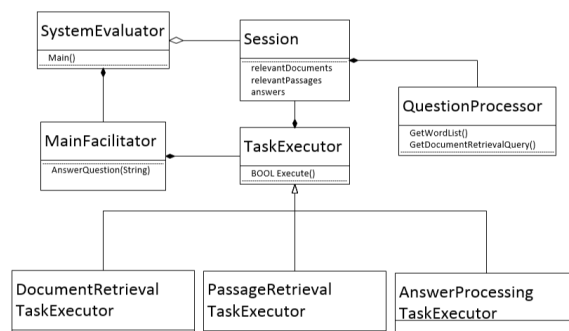 SystemEvaluator
Main()
Session
relevantDocuments
relevantPassages
answers
QuestionProcessor
GetWordList()
GetDocumentRetrievalQuery()
MainFacilitator
AnswerQuestion(String)
TaskExecutor
BOOL Execute()
DocumentRetrieval
TaskExecutor
PassageRetrieval
TaskExecutor
AnswerProcessing
TaskExecutor